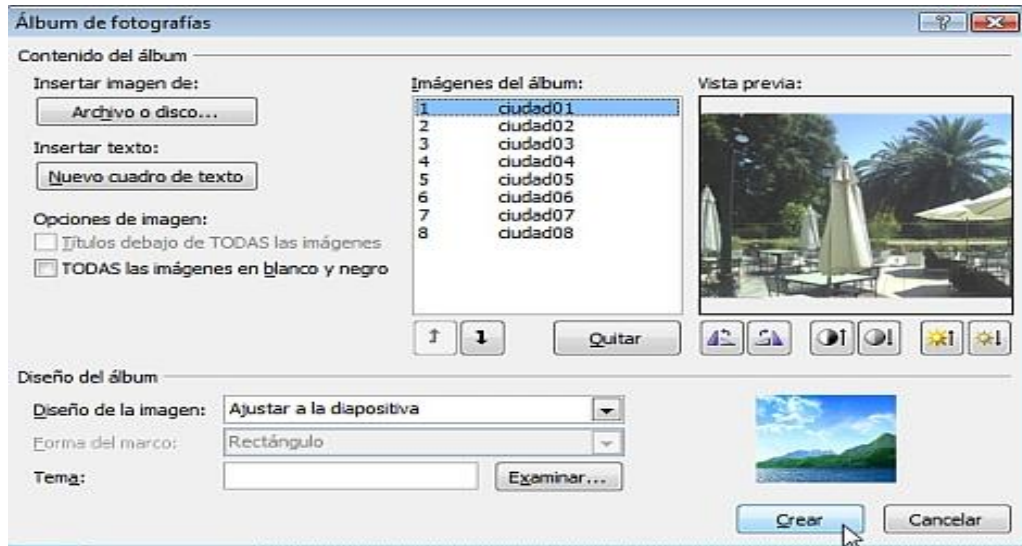 Álbum de fotografías
Contenido del álbum
Insertar imagen de:
Archivo o disco...
Insertar texto:
Nuevo cuadro de texto
Opciones de imagen:
Títulos debajo de TODAS las imágenes
TODAS las imágenes en blanco y negro
Imágenes del álbum:
1 ciudad01
2 ciudad02
3 ciudad03
4 ciudad04
5 ciudad05
6 ciudad06
7 ciudad07
8 ciudad08
Quitar
Vista previa:
Diseño del álbum
Diseño de la imagen: Ajustar a la diapositiva
Forma del marco: Rectángulo
Tema: Examinar...
Crear Cancelar